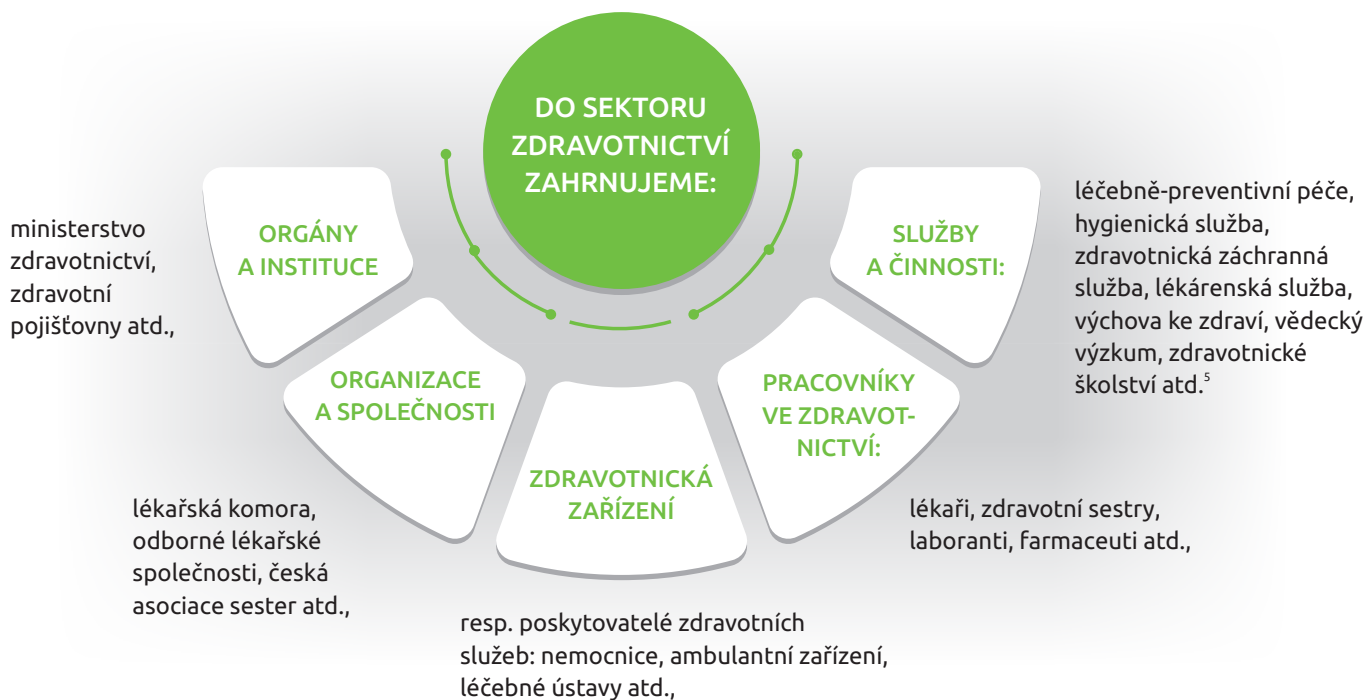 DO SEKTORU
ZDRAVOTNICTVÍ
ZAHRNUJEME:
ORGÁNY
A INSTITUCE
ministerstvo
zdravotnictví,
zdravotní
pojišťovny atd.,
ORGANIZACE
A SPOLEČNOSTI
lékařská komora,
odborné lékařské
společnosti, česká
asociace sester atd.,
ZDRAVOTNICKÁ
ZAŘÍZENÍ
resp. poskytovatelé zdravotních
služeb: nemocnice, ambulantní zařízení,
léčebné ústavy atd.,
PRACOVNÍKY
VE ZDRAVOT-
NICTVÍ:
lékaři, zdravotní sestry,
laboranti, farmaceuti atd.,
SLUŽBY
A ČINNOSTI:
léčebně-preventivní péče,
hygienická služba,
zdravotnická záchranná
služba, lékárenská služba,
výchova ke zdraví, vědecký
výzkum, zdravotnické
školství atd.⁵